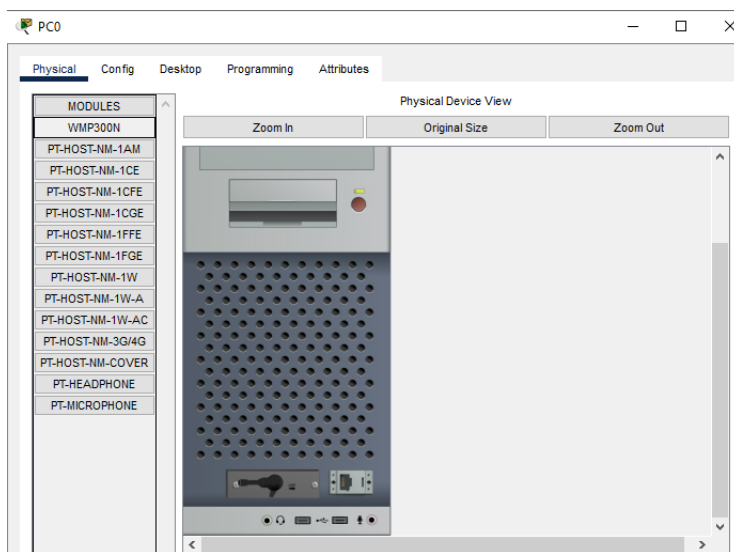 PC0
Physical Config Desktop Programming Attributes
MODULES
WMP300N
PT-HOST-NM-1AM
PT-HOST-NM-1CE
PT-HOST-NM-1CFE
PT-HOST-NM-1CGE
PT-HOST-NM-1FFE
PT-HOST-NM-1FGE
PT-HOST-NM-1W
PT-HOST-NM-1W-A
PT-HOST-NM-1W-AC
PT-HOST-NM-3G/4G
PT-HOST-NM-COVER
PT-HEADPHONE
PT-MICROPHONE
Physical Device View
Zoom In Original Size Zoom Out